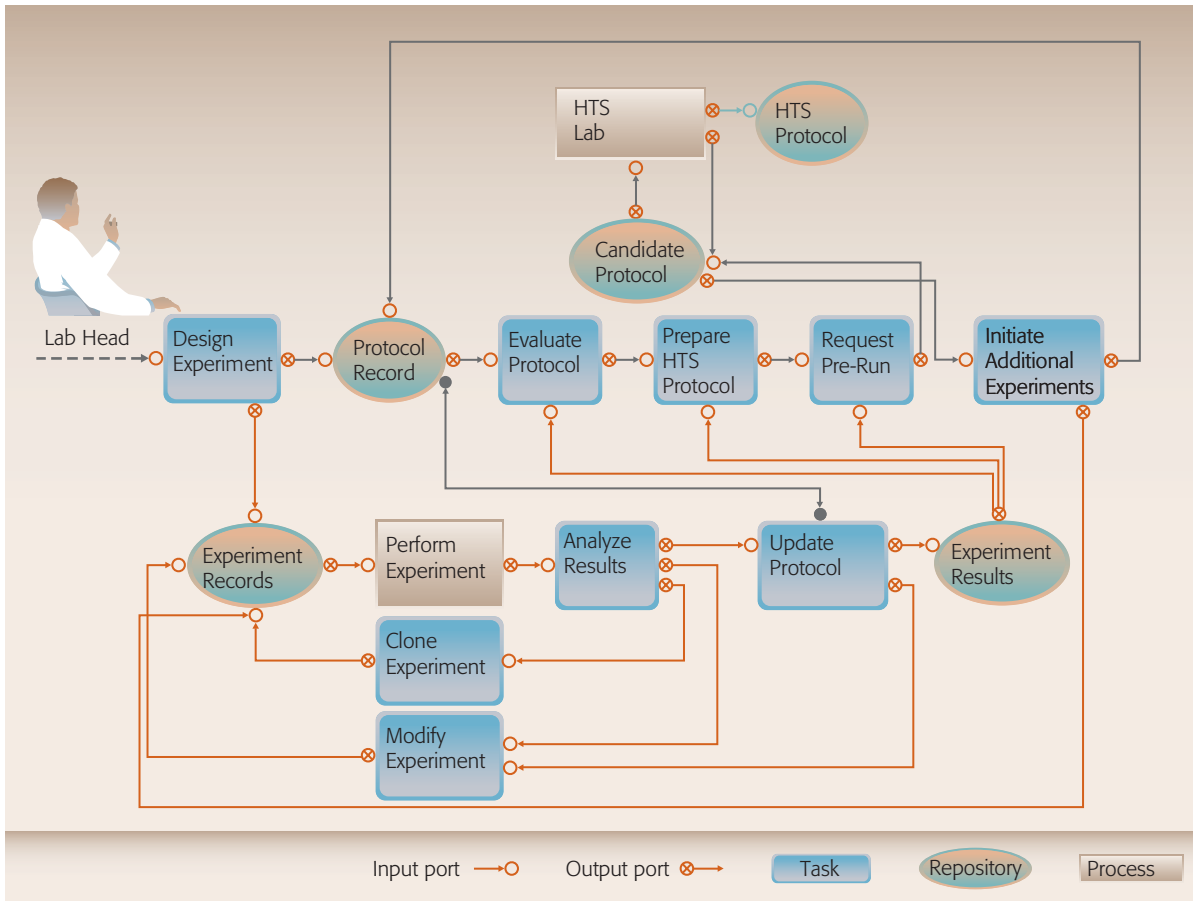 HTS
Lab
HTS
Protocol
Candidate
Protocol
Lab Head
Design
Experiment
Protocol
Record
Evaluate
Protocol
Prepare
HTS
Protocol
Request
Pre-Run
Initiate
Additional
Experiments
Experiment
Records
Perform
Experiment
Analyze
Results
Update
Protocol
Experiment
Results
Clone
Experiment
Modify
Experiment
Input port
Output port
Task
Repository
Process